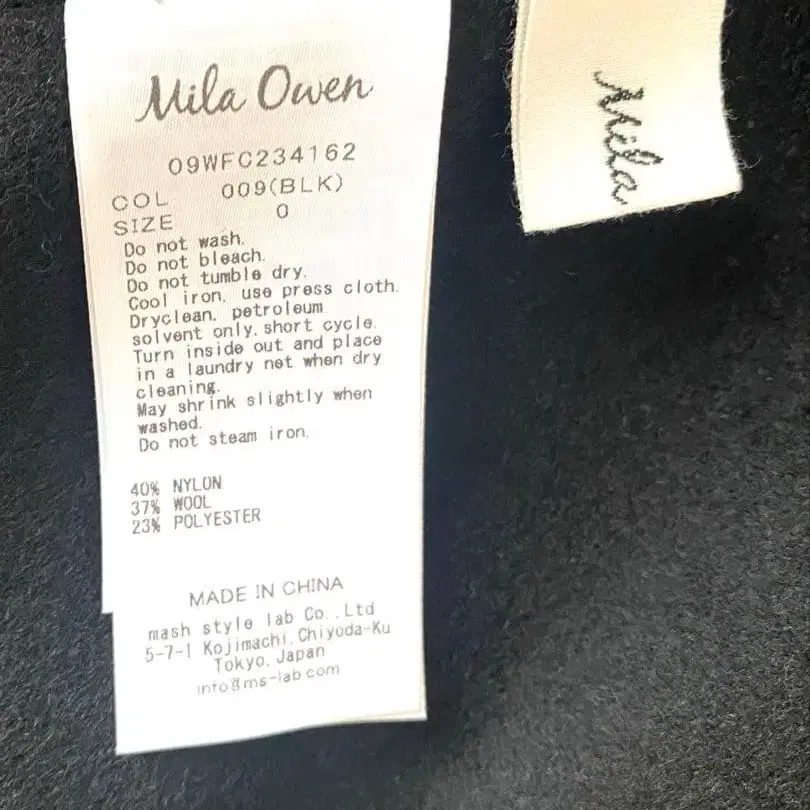 Mila Owen
09WFC234162
COL 009(BLK)
SIZE 0
Do not wash.
Do not bleach.
Do not tumble dry.
Cool iron, use press cloth.
Dryclean, petroleum
solvent only, short cycle.
Turn inside out and place
in a laundry net when dry
cleaning.
May shrink slightly when
washed.
Do not steam iron.
40% NYLON
37% WOOL
23% POLYESTER
MADE IN CHINA
mash style lab Co., Ltd
5-7-1 Kojimachi, Chiyoda-Ku
Tokyo, Japan
info@ms-lab.com
Mila